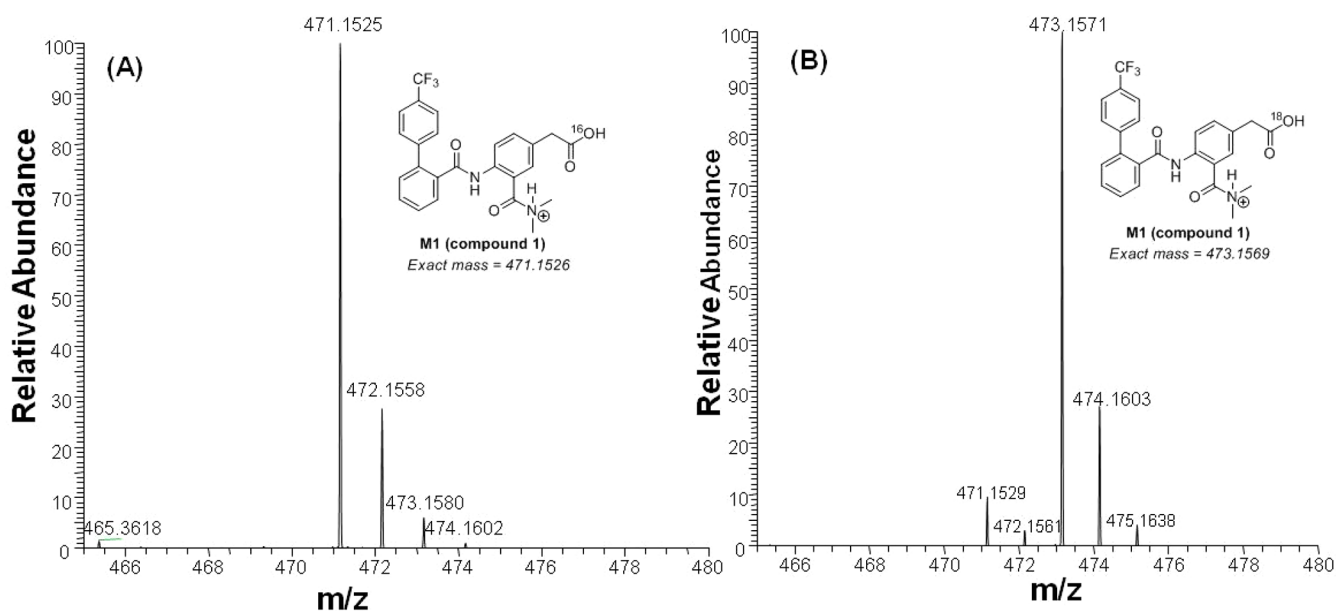 471.1525
100
(A)
CF3
90
16OH
80
O
O
N
H
70
H
O
N
⊕
60
M1 (compound 1)
Exact mass = 471.1526
50
40
472.1558
30
20
473.1580
10
465.3618
474.1602
0
466
470
472
474
476
480
Relative Abundance
m/z
473.1571
100
(B)
CF3
90
18OH
80
O
O
N
H
70
H
O
N
⊕
60
M1 (compound 1)
Exact mass = 473.1569
50
40
474.1603
30
20
10
471.1529
472.1561
475.1638
0
466
468
470
472
474
476
478
480
Relative Abundance
m/z